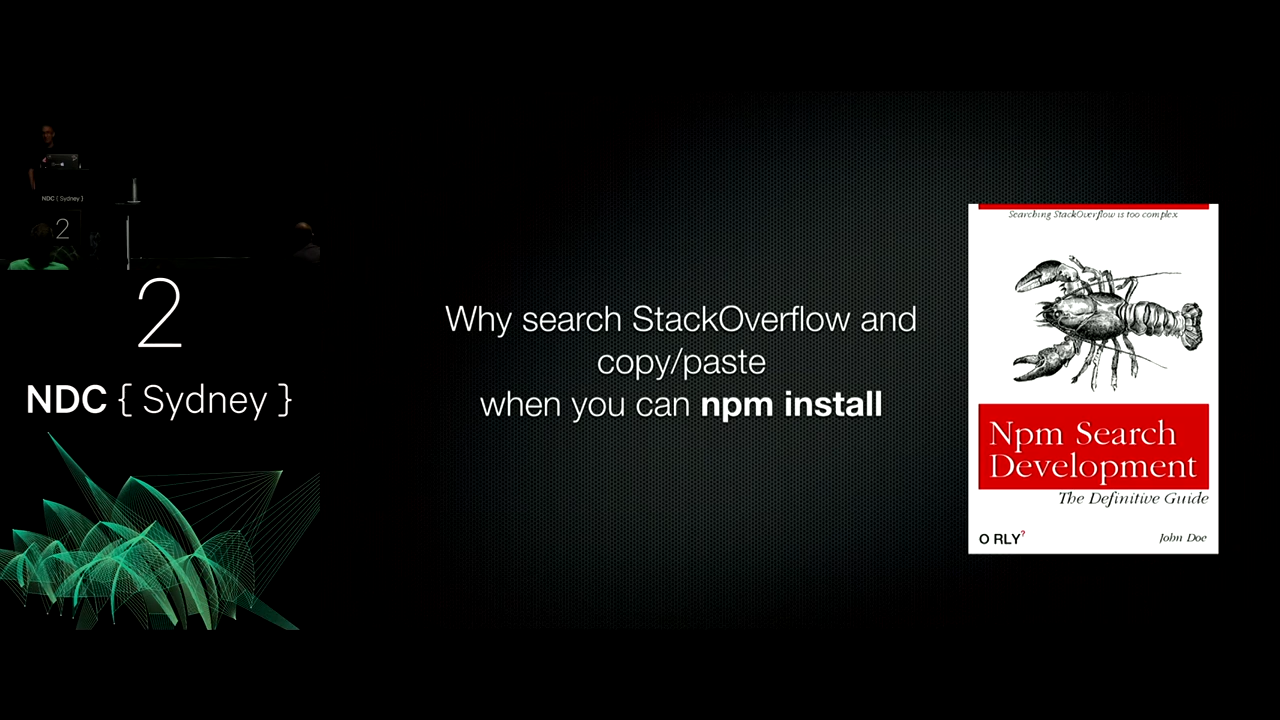 NDC { Sydney }
2
2
NDC { Sydney }
Why search StackOverflow and
copy/paste
when you can npm install
Searching StackOverflow is too complex
Npm Search
Development
The Definitive Guide
O RLY?
John Doe